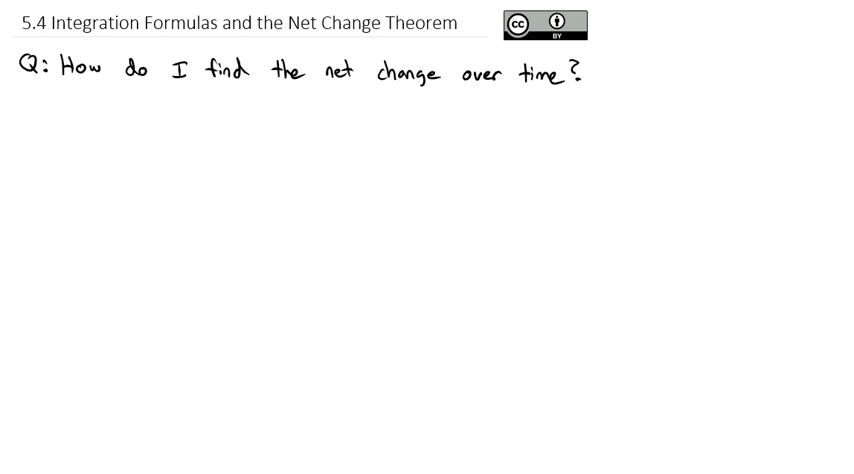 5.4 Integration Formulas and the Net Change Theorem
cc BY
Q: How do I find the net change over time?